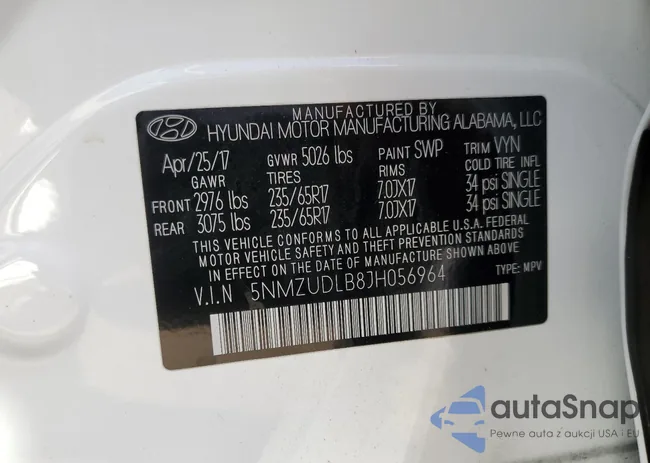 MANUFACTURED BY
HYUNDAI MOTOR MANUFACTURING ALABAMA, LLC
Apr/25/17 GVWR 5026 lbs PAINT SWP TRIM VYN
GAWR TIRES RIMS COLD TIRE INFL
FRONT 2976 lbs 235/65R17 7.0JX17 34 psi SINGLE
REAR 3075 lbs 235/65R17 7.0JX17 34 psi SINGLE
THIS VEHICLE CONFORMS TO ALL APPLICABLE U.S.A. FEDERAL
MOTOR VEHICLE SAFETY AND THEFT PREVENTION STANDARDS
IN EFFECT ON THE DATE OF MANUFACTURE SHOWN ABOVE.
V.I.N 5NMZUDLB8JH056964 TYPE: MPV
autaSnap
Pewne auta z aukcji USA i EU